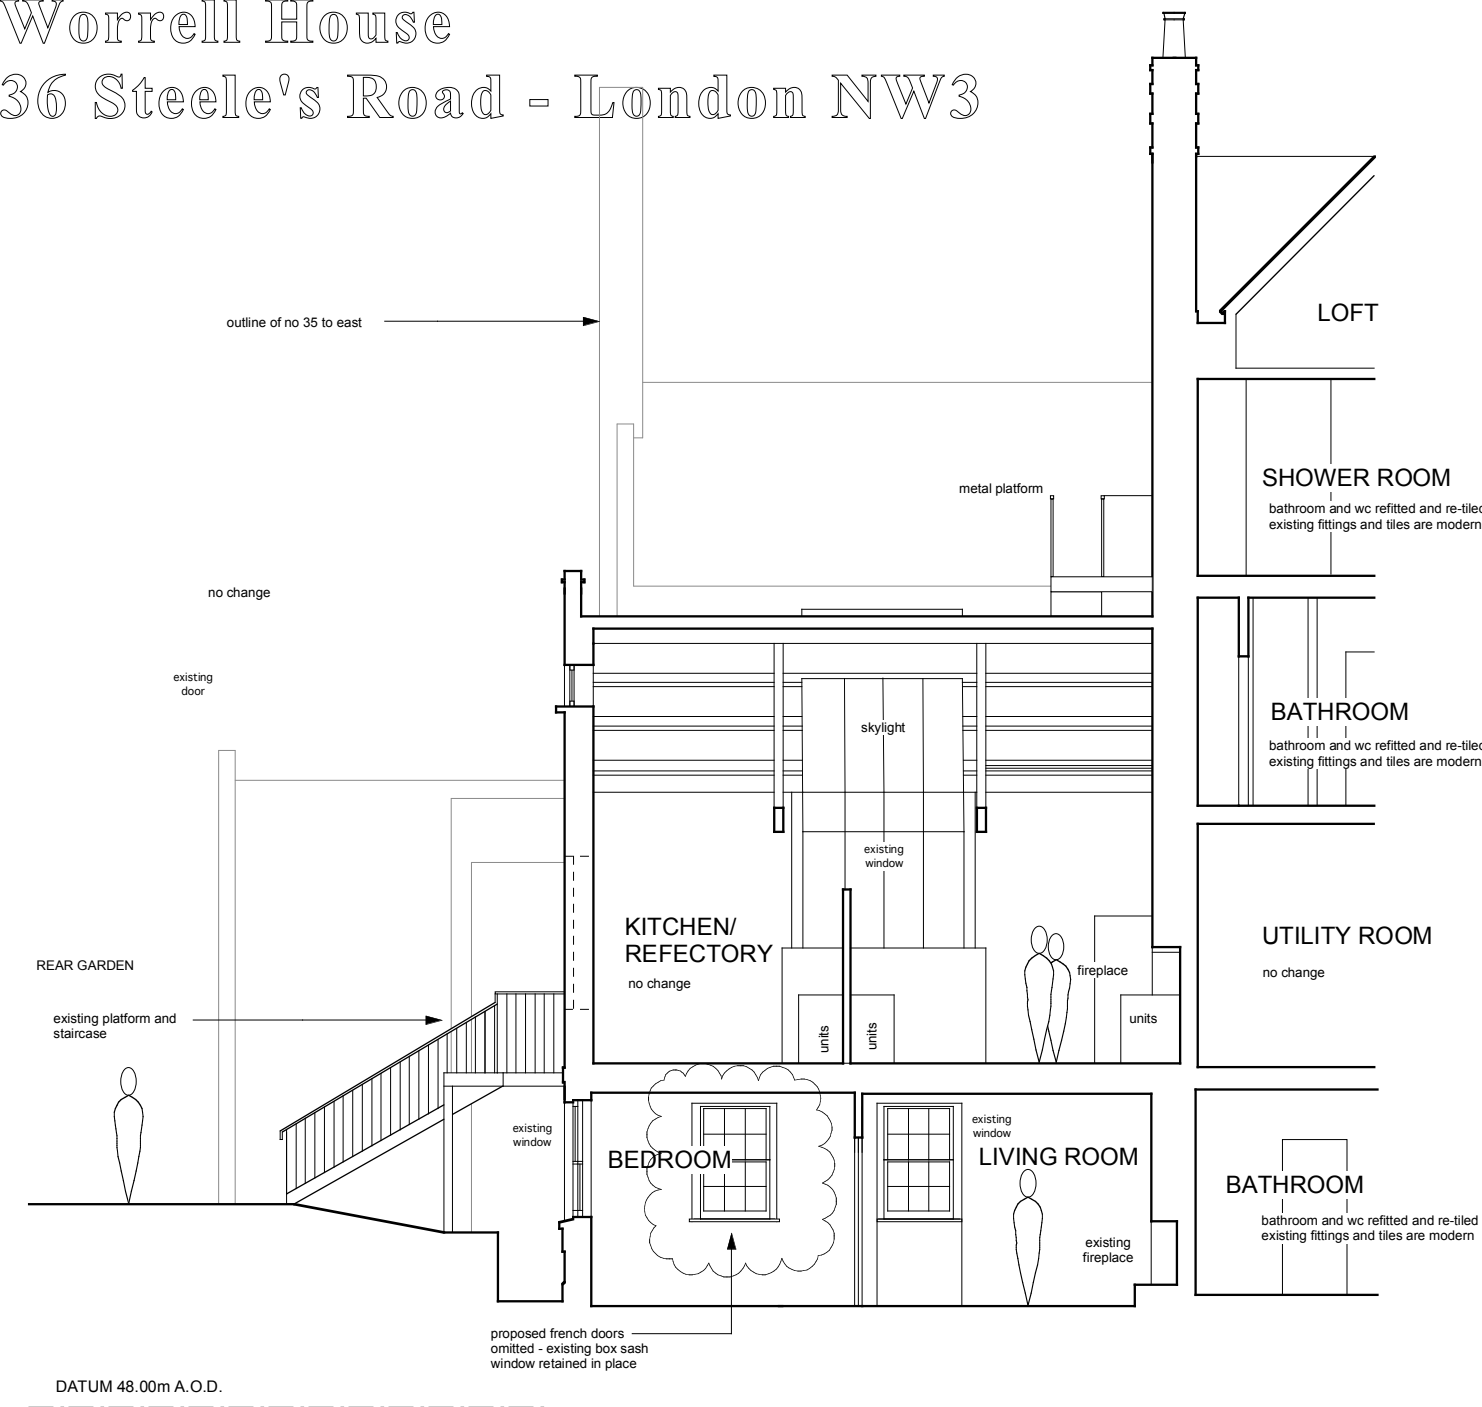 Worrell House
36 Steele's Road - London NW3
outline of no 35 to east
LOFT
metal platform
SHOWER ROOM
bathroom and wc refitted and re-tiled
existing fittings and tiles are modern
no change
existing
door
skylight
BATHROOM
bathroom and wc refitted and re-tiled
existing fittings and tiles are modern
existing
window
KITCHEN/
REFECTORY
no change
UTILITY ROOM
no change
REAR GARDEN
fireplace
existing platform and
staircase
units
units
units
existing
window
BEDROOM
existing
window
LIVING ROOM
BATHROOM
bathroom and wc refitted and re-tiled
existing fittings and tiles are modern
existing
fireplace
proposed french doors
omitted - existing box sash
window retained in place
DATUM 48.00m A.O.D.